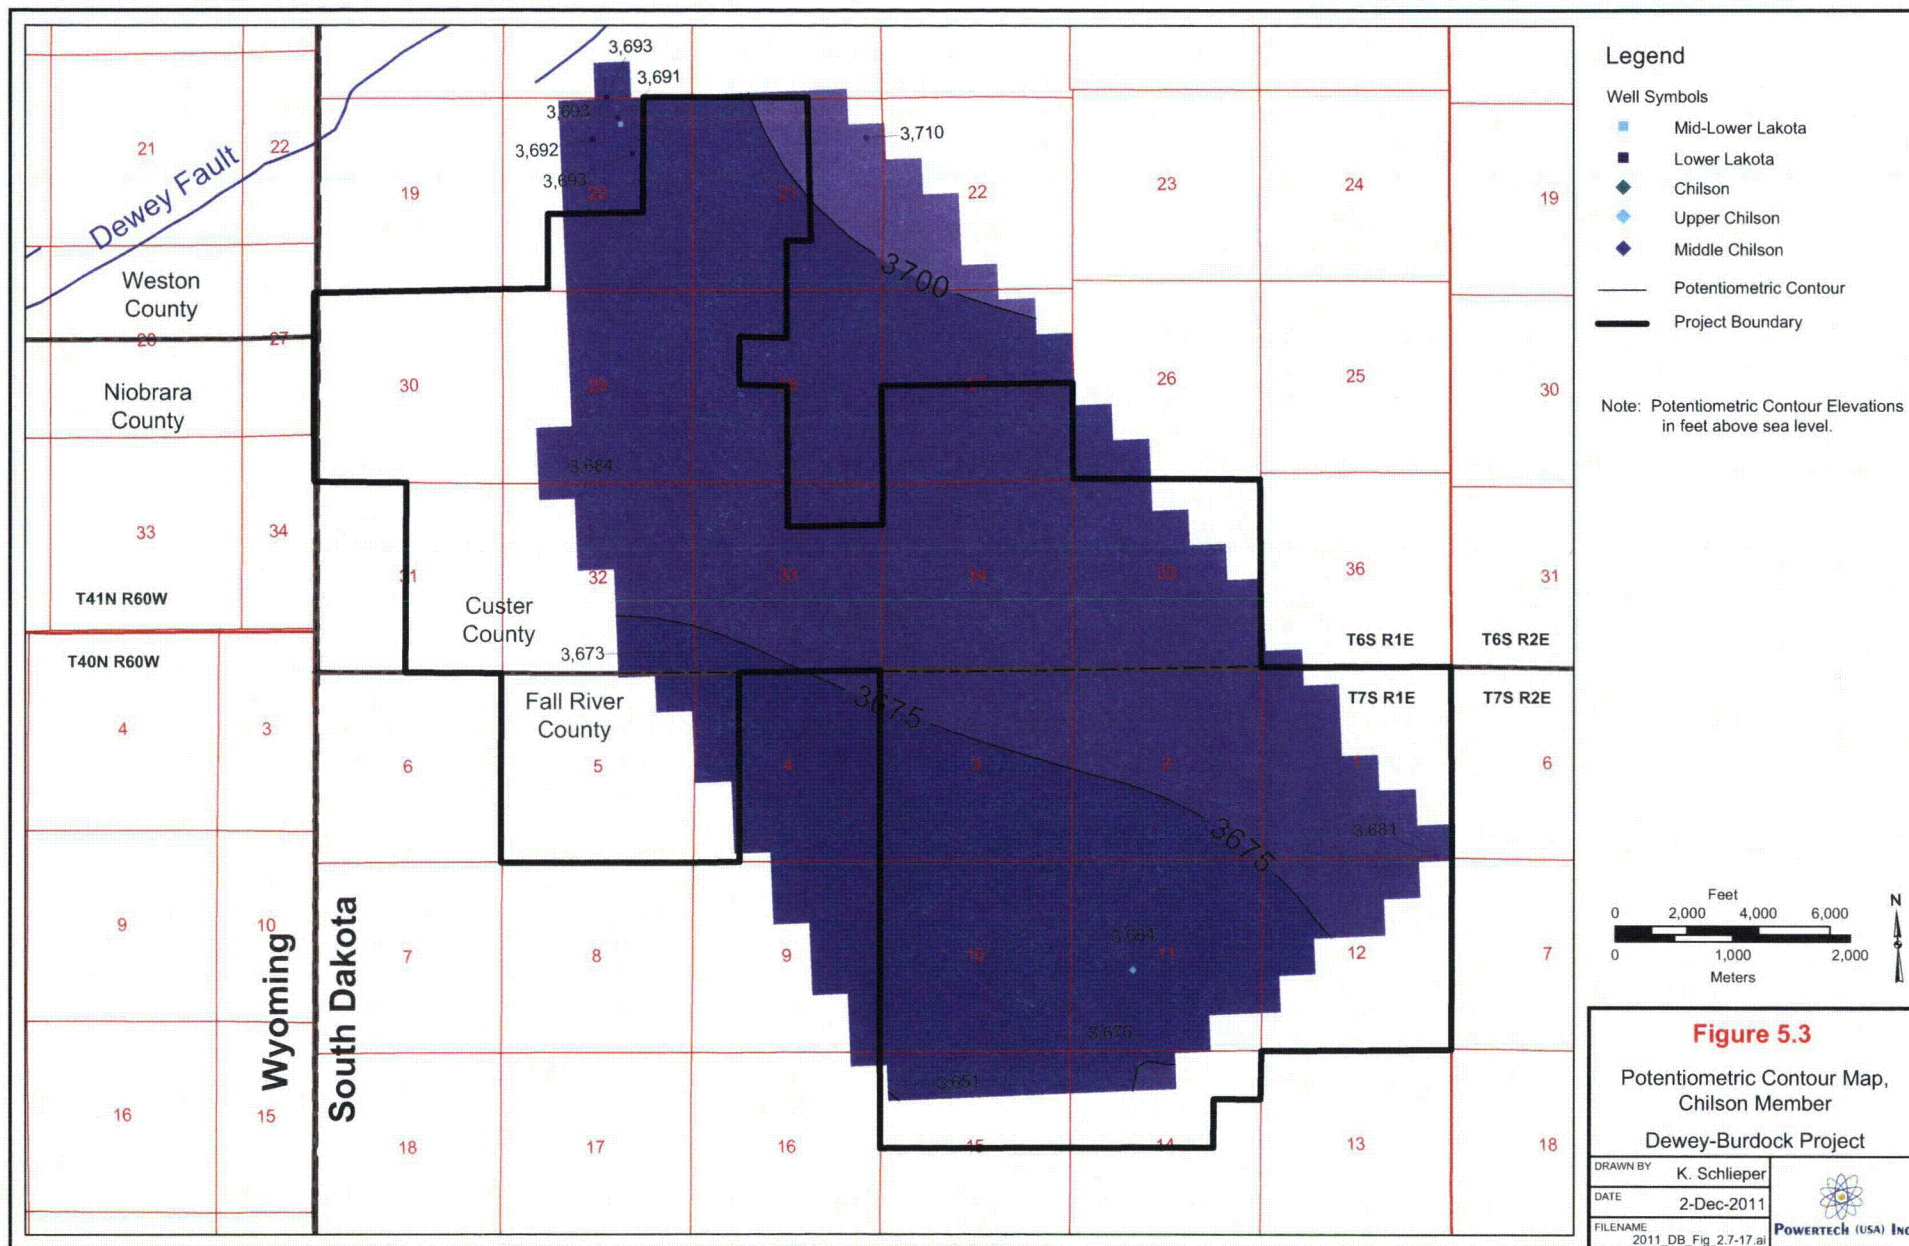 3,693
3,691
3,693
3,692
3,693
3,710
21
22
19
20
21
22
23
24
19
Dewey Fault
Weston
County
28
27
Niobrara
County
3700
30
29
28
27
26
25
30
3,684
33
34
31
32
33
34
35
36
31
T41N R60W
Custer
County
T6S R1E
T6S R2E
T40N R60W
3,673
Fall River
County
T7S R1E
T7S R2E
3675
4
3
6
5
4
3
2
1
6
3675
3,681
9
10
7
8
9
10
11
12
7
3,676
3,651
16
15
18
17
16
15
14
13
18
Wyoming
South Dakota
Legend
Well Symbols
Mid-Lower Lakota
Lower Lakota
Chilson
Upper Chilson
Middle Chilson
Potentiometric Contour
Project Boundary
Note: Potentiometric Contour Elevations
in feet above sea level.
Feet
0 2,000 4,000 6,000
0 1,000 2,000
Meters
N
Figure 5.3
Potentiometric Contour Map,
Chilson Member
Dewey-Burdock Project
DRAWN BY K. Schlieper
DATE 2-Dec-2011
FILENAME 2011_DB_Fig_2.7-17.ai
POWERTECH (USA) INC